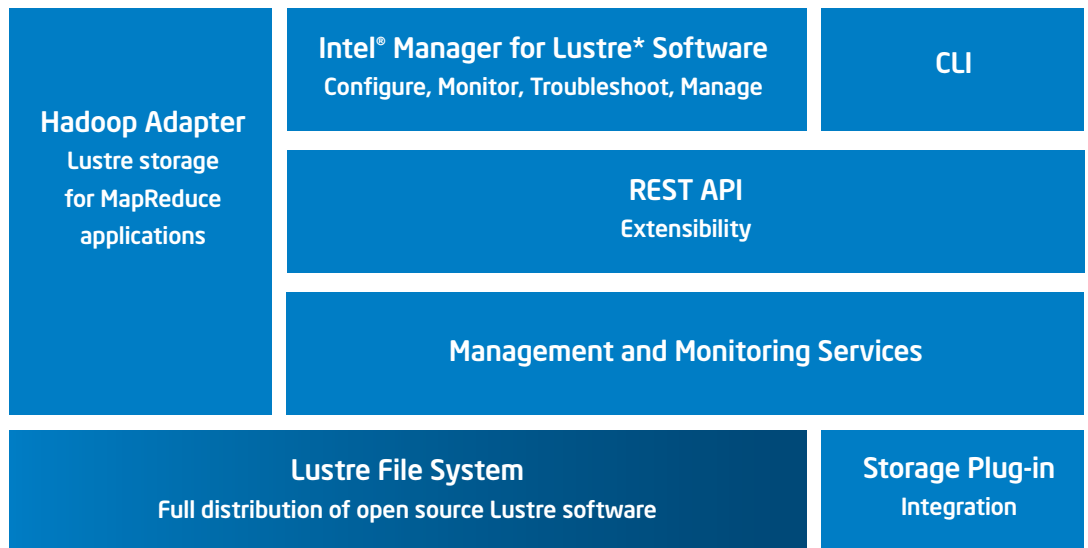 Hadoop Adapter
Lustre storage
for MapReduce
applications
Intel® Manager for Lustre* Software
Configure, Monitor, Troubleshoot, Manage
CLI
REST API
Extensibility
Management and Monitoring Services
Lustre File System
Full distribution of open source Lustre software
Storage Plug-in
Integration